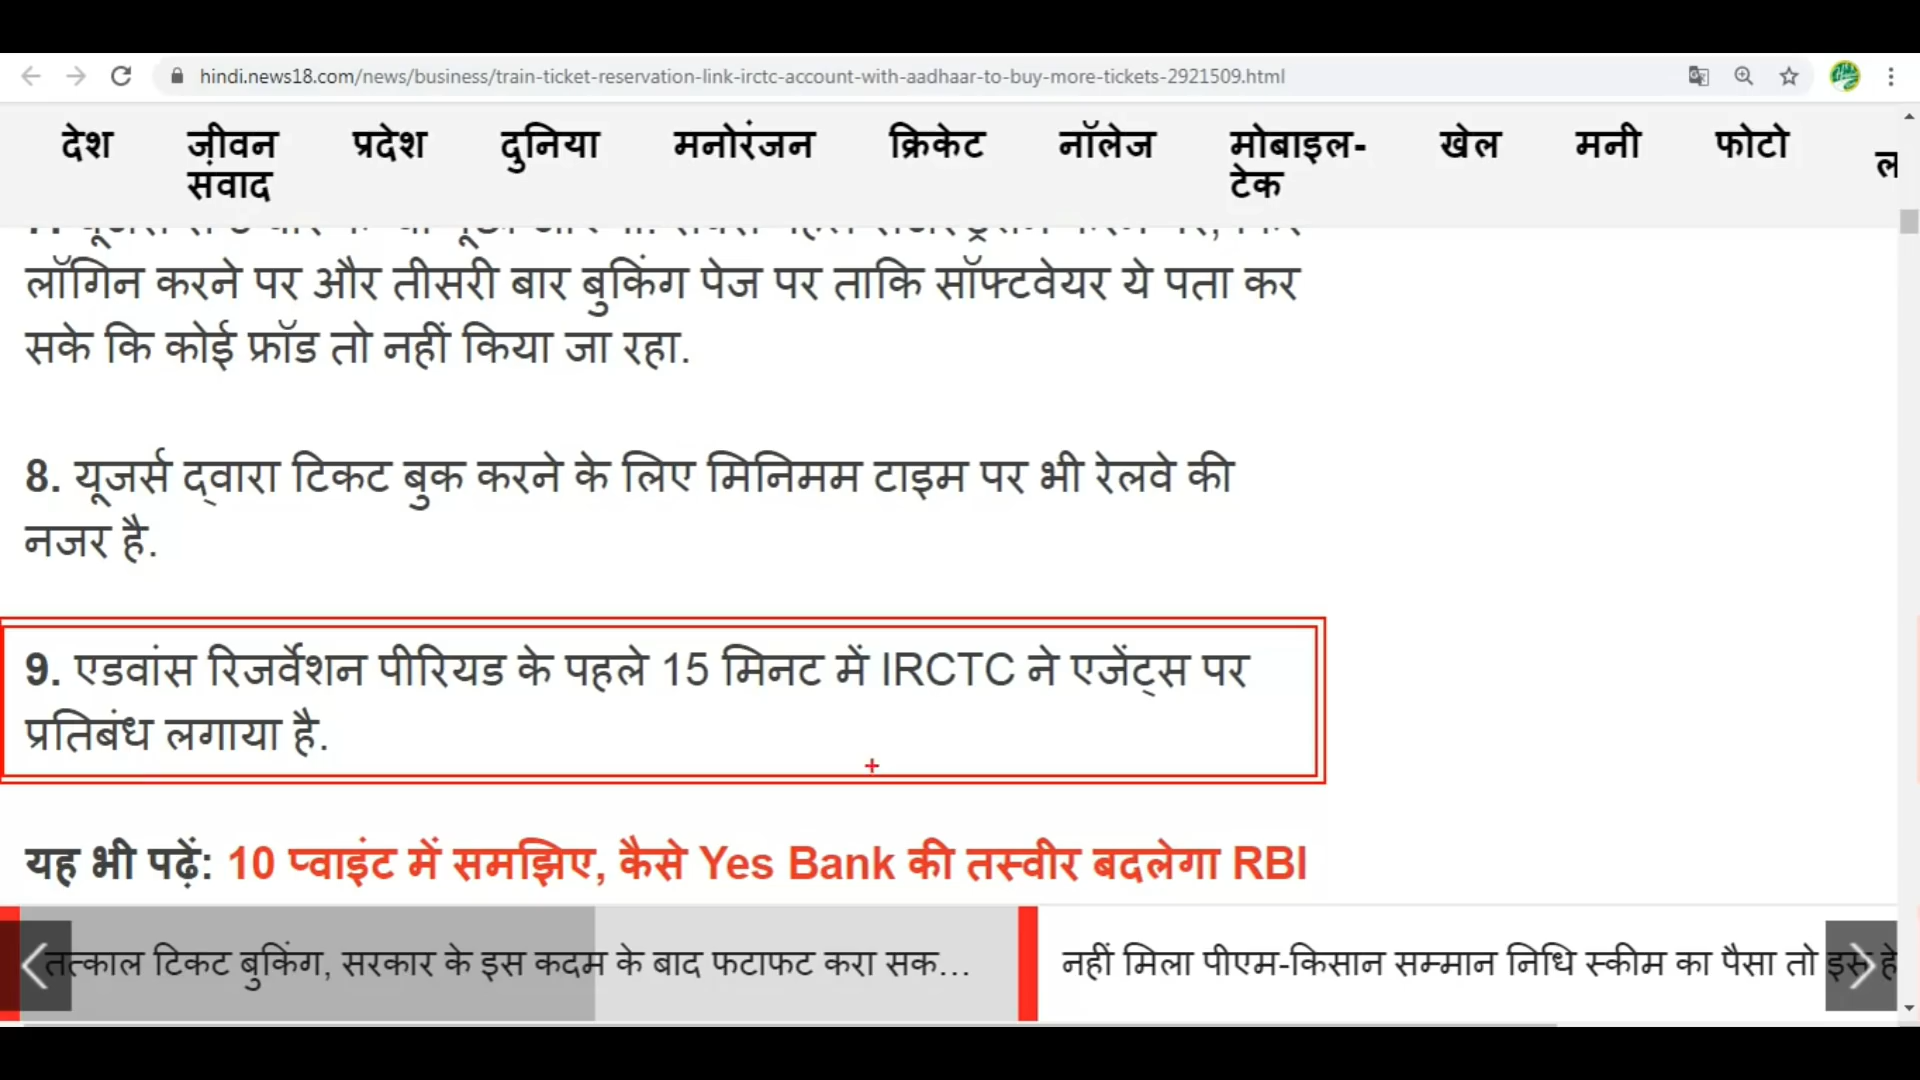 hindi.news18.com/news/business/train-ticket-reservation-link-irctc-account-with-aadhaar-to-buy-more-tickets-2921509.html
देश जीवन संवाद प्रदेश दुनिया मनोरंजन क्रिकेट नॉलेज मोबाइल-टेक खेल मनी फोटो
लॉगिन करने पर और तीसरी बार बुकिंग पेज पर ताकि सॉफ्टवेयर ये पता कर
सके कि कोई फ्रॉड तो नहीं किया जा रहा.
8. यूजर्स द्वारा टिकट बुक करने के लिए मिनिमम टाइम पर भी रेलवे की
नजर है.
9. एडवांस रिजर्वेशन पीरियड के पहले 15 मिनट में IRCTC ने एजेंट्स पर
प्रतिबंध लगाया है.
यह भी पढ़ें: 10 प्वाइंट में समझिए, कैसे Yes Bank की तस्वीर बदलेगा RBI
तत्काल टिकट बुकिंग, सरकार के इस कदम के बाद फटाफट करा सक...
नहीं मिला पीएम-किसान सम्मान निधि स्कीम का पैसा तो इस हे